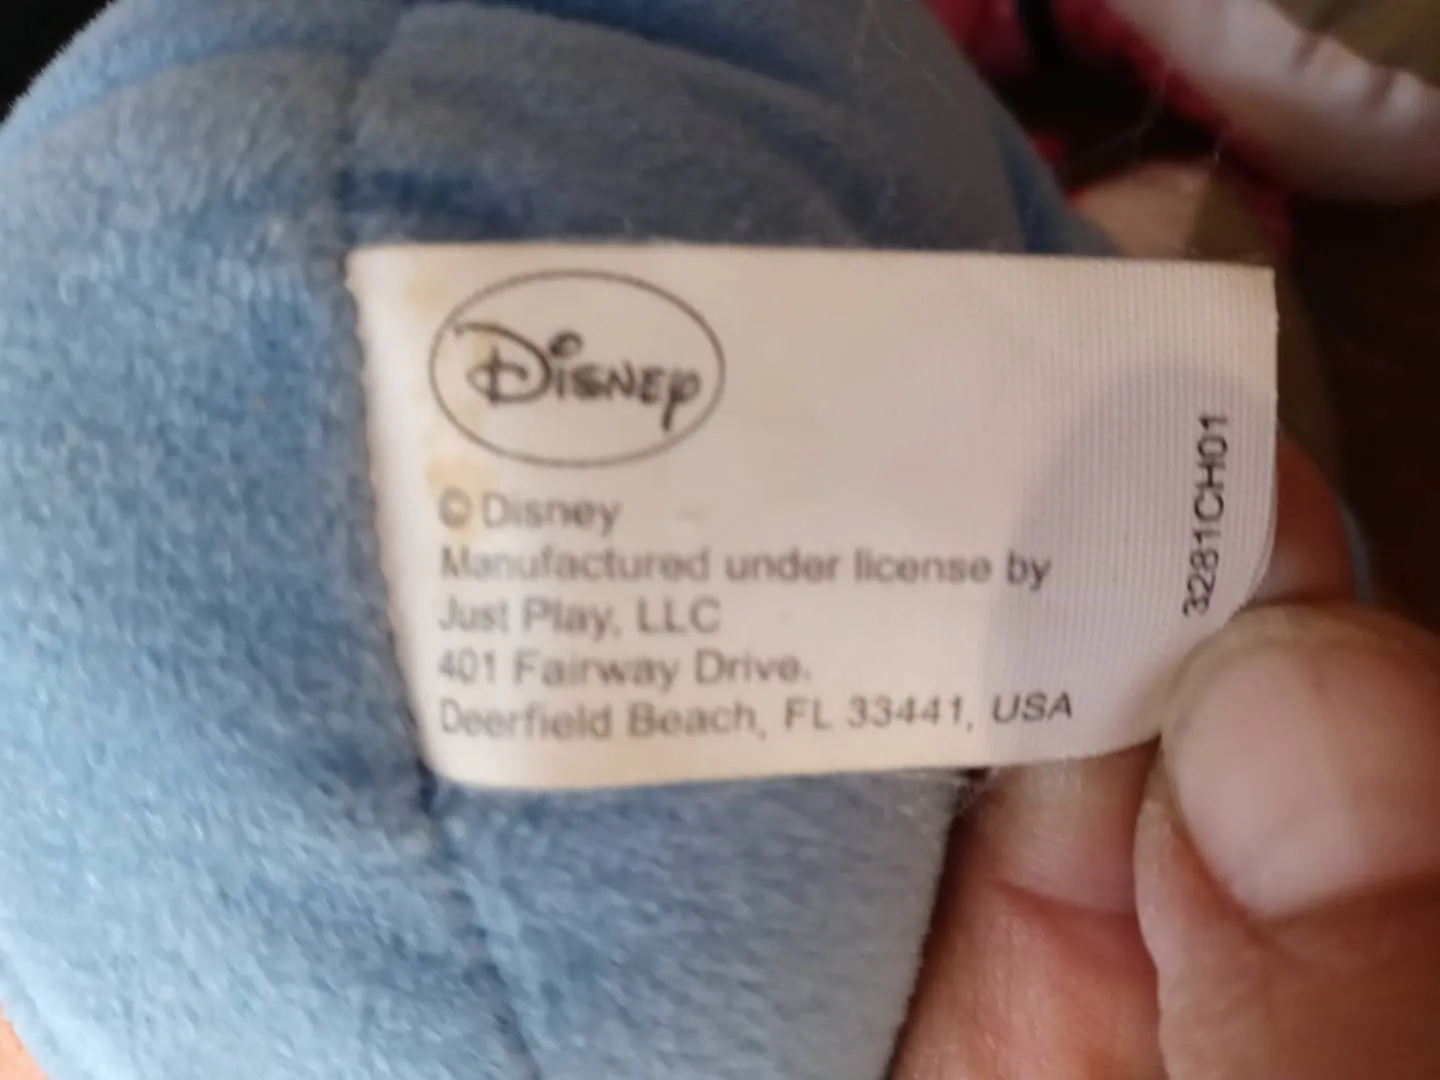 Disney
© Disney
Manufactured under license by
Just Play, LLC
401 Fairway Drive.
Deerfield Beach, FL 33441, USA
3281CH01